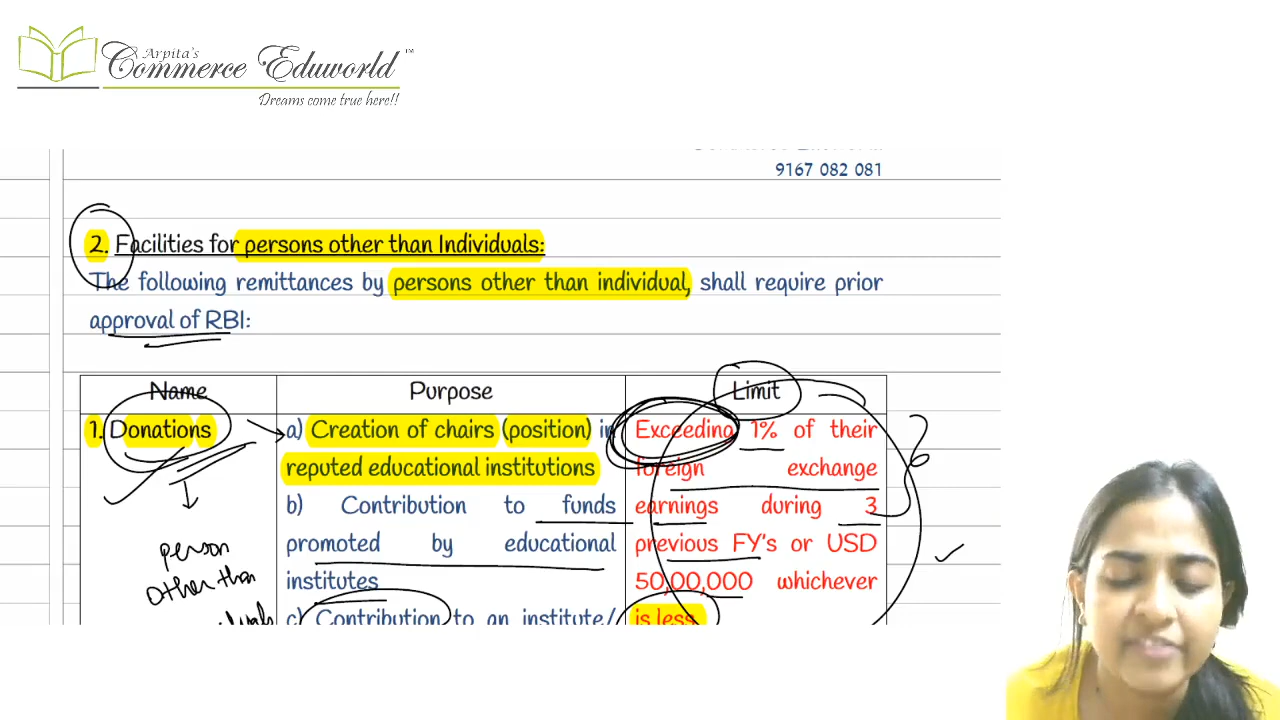 Arpita's
Commerce Eduworld™
Dreams come true here!!
9167 082 081
2. Facilities for persons other than Individuals:
The following remittances by persons other than individual, shall require prior
approval of RBI:
Name Purpose Limit
1. Donations a) Creation of chairs (position) in Exceeding 1% of their
reputed educational institutions foreign exchange
b) Contribution to funds earnings during 3
promoted by educational previous FY's or USD
institutes 50,00,000 whichever
c) Contribution to an institute/ is less
person
other than